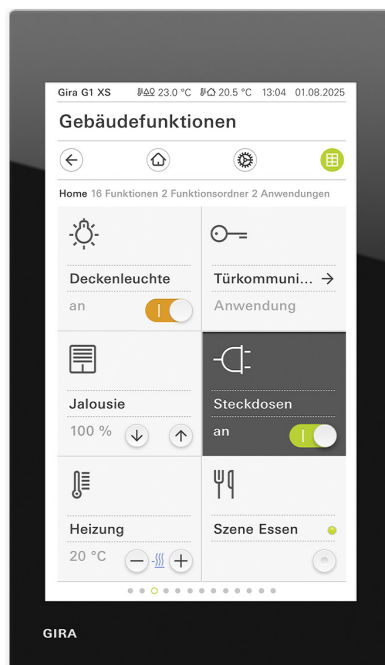 Gira G1 XS 23.0 °C 20.5 °C 13:04 01.08.2025
Gebäudefunktionen
Home 16 Funktionen 2 Funktionsordner 2 Anwendungen
Deckenleuchte
an
Türkommuni... →
Anwendung
Jalousie
100 %
Steckdosen
an
Heizung
20 °C
Szene Essen
GIRA